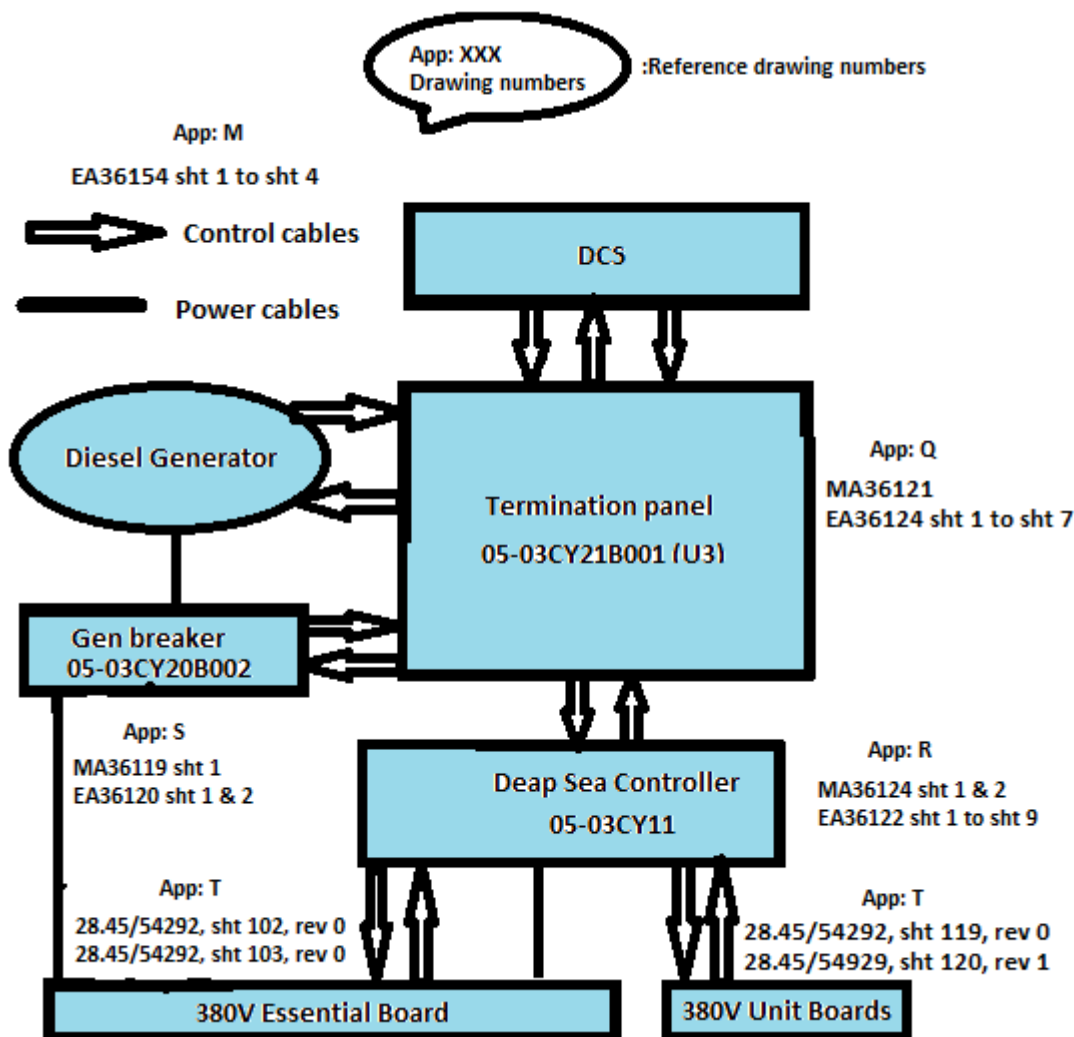 App: XXX
Drawing numbers
:Reference drawing numbers
App: M
EA36154 sht 1 to sht 4
Control cables
Power cables
DCS
Diesel Generator
Termination panel
05-03CY21B001 (U3)
App: Q
MA36121
EA36124 sht 1 to sht 7
Gen breaker
05-03CY20B002
App: S
MA36119 sht 1
EA36120 sht 1 & 2
Deap Sea Controller
05-03CY11
App: R
MA36124 sht 1 & 2
EA36122 sht 1 to sht 9
App: T
28.45/54292, sht 102, rev 0
28.45/54292, sht 103, rev 0
App: T
28.45/54292, sht 119, rev 0
28.45/54929, sht 120, rev 1
380V Essential Board
380V Unit Boards